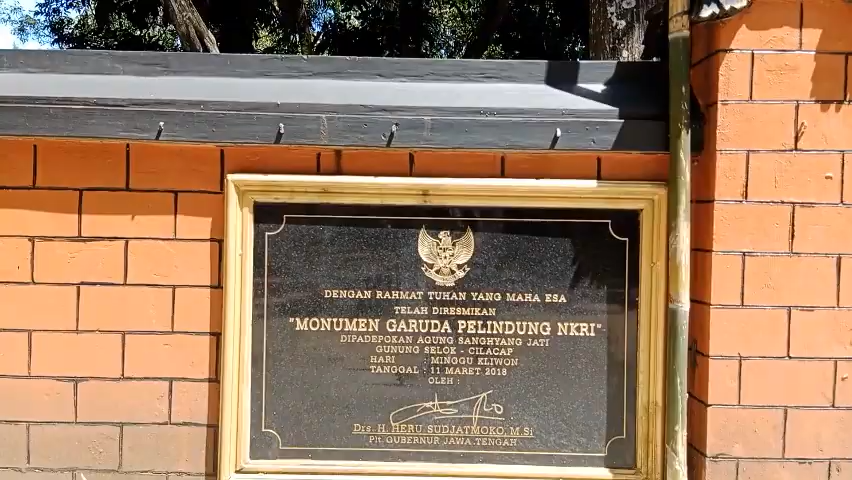 DENGAN RAHMAT TUHAN YANG MAHA ESA
TELAH DIRESMIKAN
"MONUMEN GARUDA PELINDUNG NKRI"
DIPADEPOKAN AGUNG SANGHYANG JATI
GUNUNG SELOK - CILACAP
HARI : MINGGU KLIWON
TANGGAL : 11 MARET 2018
OLEH :
Drs. H. HERU SUDJATMOKO, M.Si
Plt GUBERNUR JAWA TENGAH